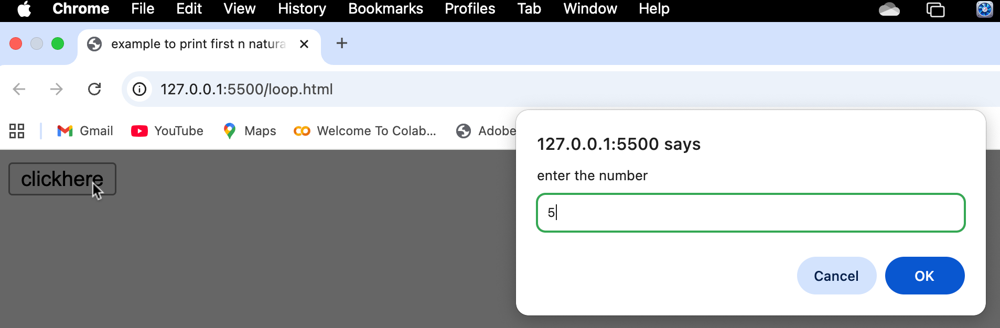 Chrome File Edit View History Bookmarks Profiles Tab Window Help
example to print first n natura
127.0.0.1:5500/loop.html
Gmail YouTube Maps Welcome To Colab... Adobe
clickhere
127.0.0.1:5500 says
enter the number
5
Cancel OK